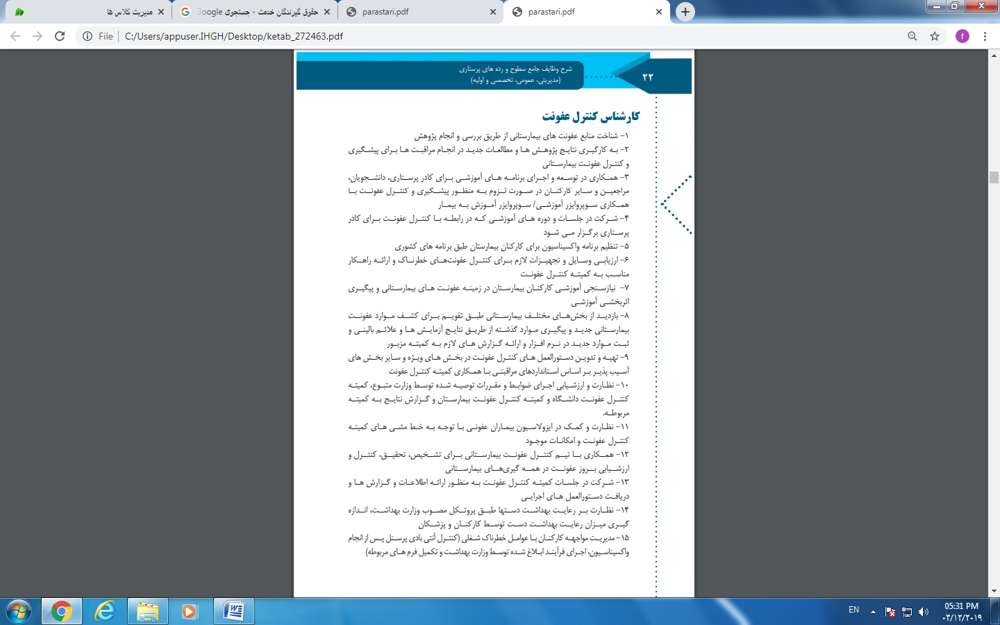 مدیریت کلاس ها
حقوق گیرندگان خدمت - جستجوی Google
parastari.pdf
parastari.pdf
File | C:/Users/appuser.IHGH/Desktop/ketab_272463.pdf
f
شرح وظایف جامع سطوح و رده های پرستاری
(مدیریتی، عمومی، تخصصی و اولیه)
۲۲
کارشناس کنترل عفونت
۱- شناخت منابع عفونت های بیمارستانی از طریق بررسی و انجام پژوهش
۲- به کارگیری نتایج پژوهش ها و مطالعات جدید در انجام مراقبت ها برای پیشگیری
و کنترل عفونت بیمارستانی
۳- همکاری در توسعه و اجرای برنامه های آموزشی برای کادر پرستاری، دانشجویان،
مراجعین و سایر کارکنان در صورت لزوم به منظور پیشگیری و کنترل عفونت با
همکاری سوپروایزر آموزشی/ سوپروایزر آموزش به بیمار
۴- شرکت در جلسات و دوره های آموزشی که در رابطه با کنترل عفونت برای کادر
پرستاری برگزار می شود
۵- تنظیم برنامه واکسیناسیون برای کارکنان بیمارستان طبق برنامه های کشوری
۶- ارزیابی وسایل و تجهیزات لازم برای کنترل عفونت‌های خطرناک و ارائه راهکار
مناسب به کمیته کنترل عفونت
۷- نیازسنجی آموزشی کارکنان بیمارستان در زمینه عفونت های بیمارستانی و پیگیری
اثربخشی آموزشی
۸- بازدید از بخش‌های مختلف بیمارستانی طبق تقویم برای کشف موارد عفونت
بیمارستانی جدید و پیگیری موارد گذشته از طریق نتایج آزمایش ها و علائم بالینی و
ثبت موارد جدید در نرم افزار و ارائه گزارش های لازم به کمیته مزبور
۹- تهیه و تدوین دستورالعمل های کنترل عفونت در بخش های ویژه و سایر بخش های
آسیب پذیر بر اساس استانداردهای مراقبتی با همکاری کمیته کنترل عفونت
۱۰- نظارت و ارزشیابی اجرای ضوابط و مقررات توصیه شده توسط وزارت متبوع، کمیته
کنترل عفونت دانشگاه و کمیته کنترل عفونت بیمارستان و گزارش نتایج به کمیته
مربوطه.
۱۱- نظارت و کمک در ایزولاسیون بیماران عفونی با توجه به خط مشی های کمیته
کنترل عفونت و امکانات موجود
۱۲- همکاری با تیم کنترل عفونت بیمارستانی برای تشخیص، تحقیق، کنترل و
ارزشیابی بروز عفونت در همه گیری‌های بیمارستانی
۱۳- شرکت در جلسات کمیته کنترل عفونت به منظور ارائه اطلاعات و گزارش ها و
دریافت دستورالعمل های اجرایی
۱۴- نظارت بر رعایت بهداشت دستها طبق پروتکل مصوب وزارت بهداشت، اندازه
گیری میزان رعایت بهداشت دست توسط کارکنان و پزشکان
۱۵- مدیریت مواجهه کارکنان با عوامل خطرناک شغلی (کنترل آنتی بادی پرسنل پس از انجام
واکسیناسیون، اجرای فرآیند ابلاغ شده توسط وزارت بهداشت و تکمیل فرم های مربوطه)
EN
05:31 PM
۰۳/۱۲/۲۰۱۹